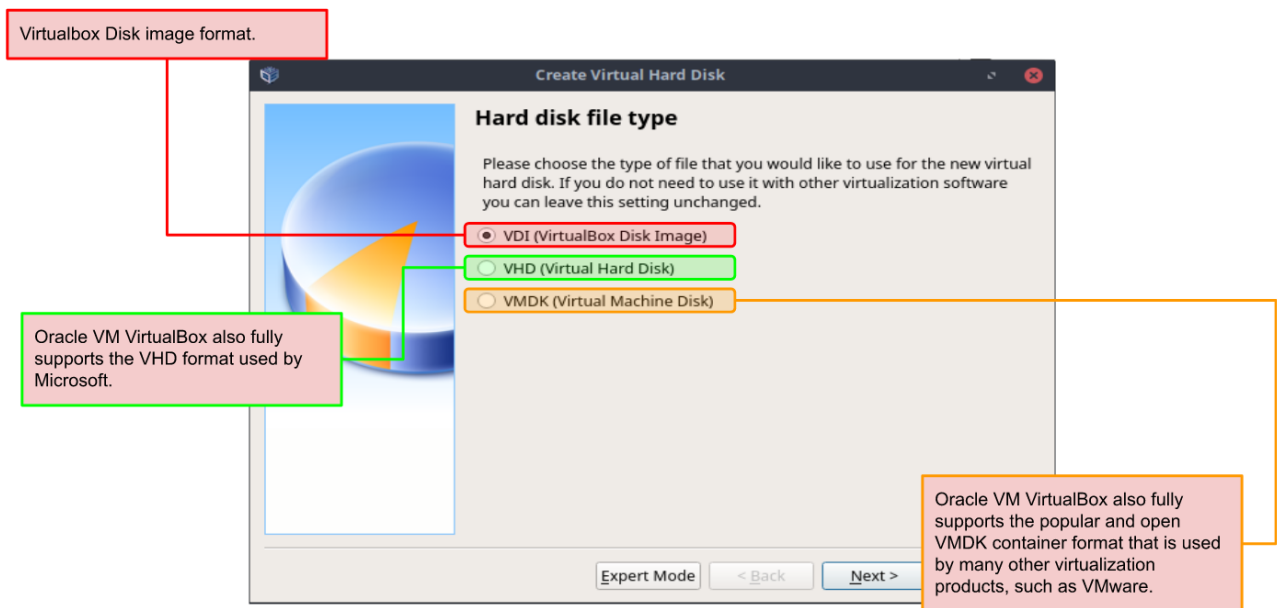 Virtualbox Disk image format.
Create Virtual Hard Disk
Hard disk file type
Please choose the type of file that you would like to use for the new virtual
hard disk. If you do not need to use it with other virtualization software
you can leave this setting unchanged.
VDI (VirtualBox Disk Image)
VHD (Virtual Hard Disk)
VMDK (Virtual Machine Disk)
Oracle VM VirtualBox also fully
supports the VHD format used by
Microsoft.
Oracle VM VirtualBox also fully
supports the popular and open
VMDK container format that is used
by many other virtualization
products, such as VMware.
Expert Mode
< Back
Next >